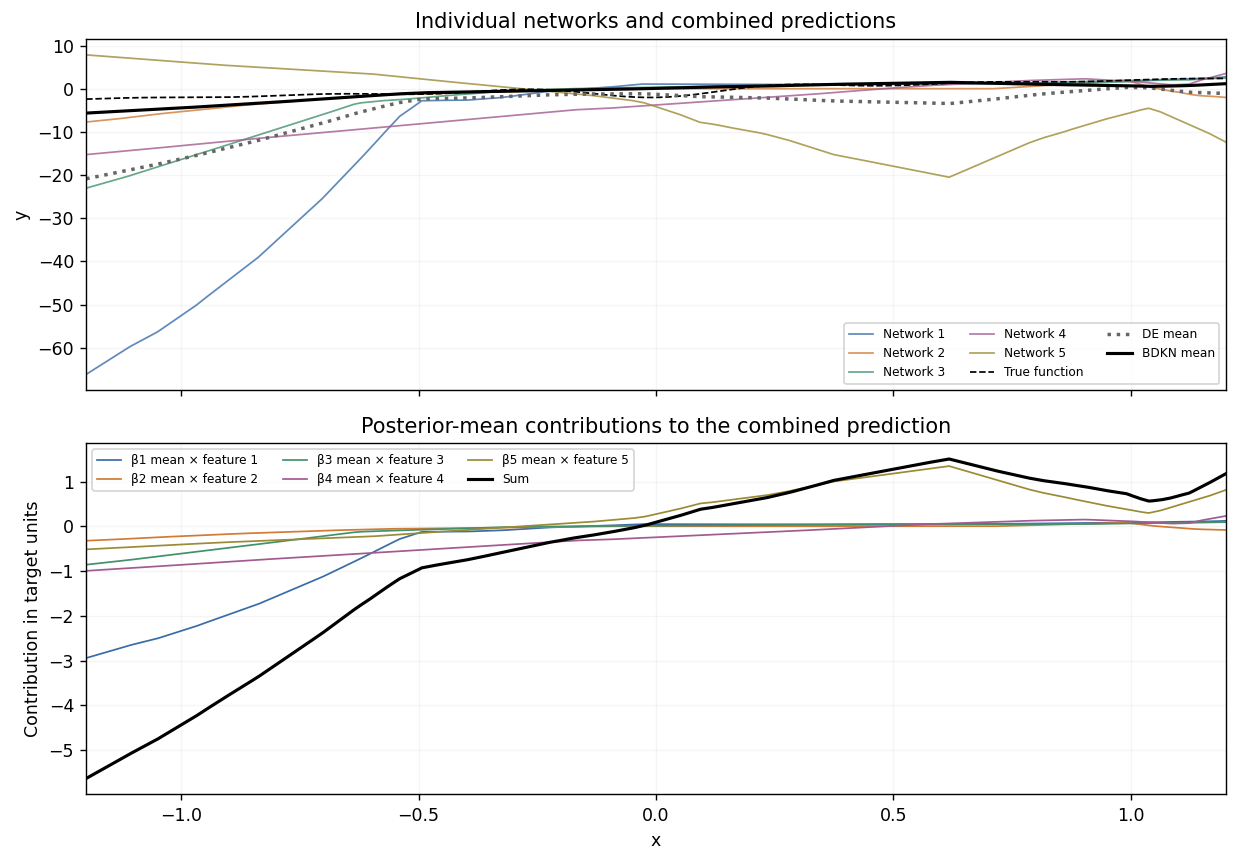 Individual networks and combined predictions
10
0
−10
−20
−30
−40
−50
−60
y
Network 1
Network 2
Network 3
Network 4
Network 5
True function
DE mean
BDKN mean
Posterior-mean contributions to the combined prediction
β1 mean × feature 1
β2 mean × feature 2
β3 mean × feature 3
β4 mean × feature 4
β5 mean × feature 5
Sum
1
0
−1
−2
−3
−4
−5
Contribution in target units
−1.0
−0.5
0.0
0.5
1.0
x